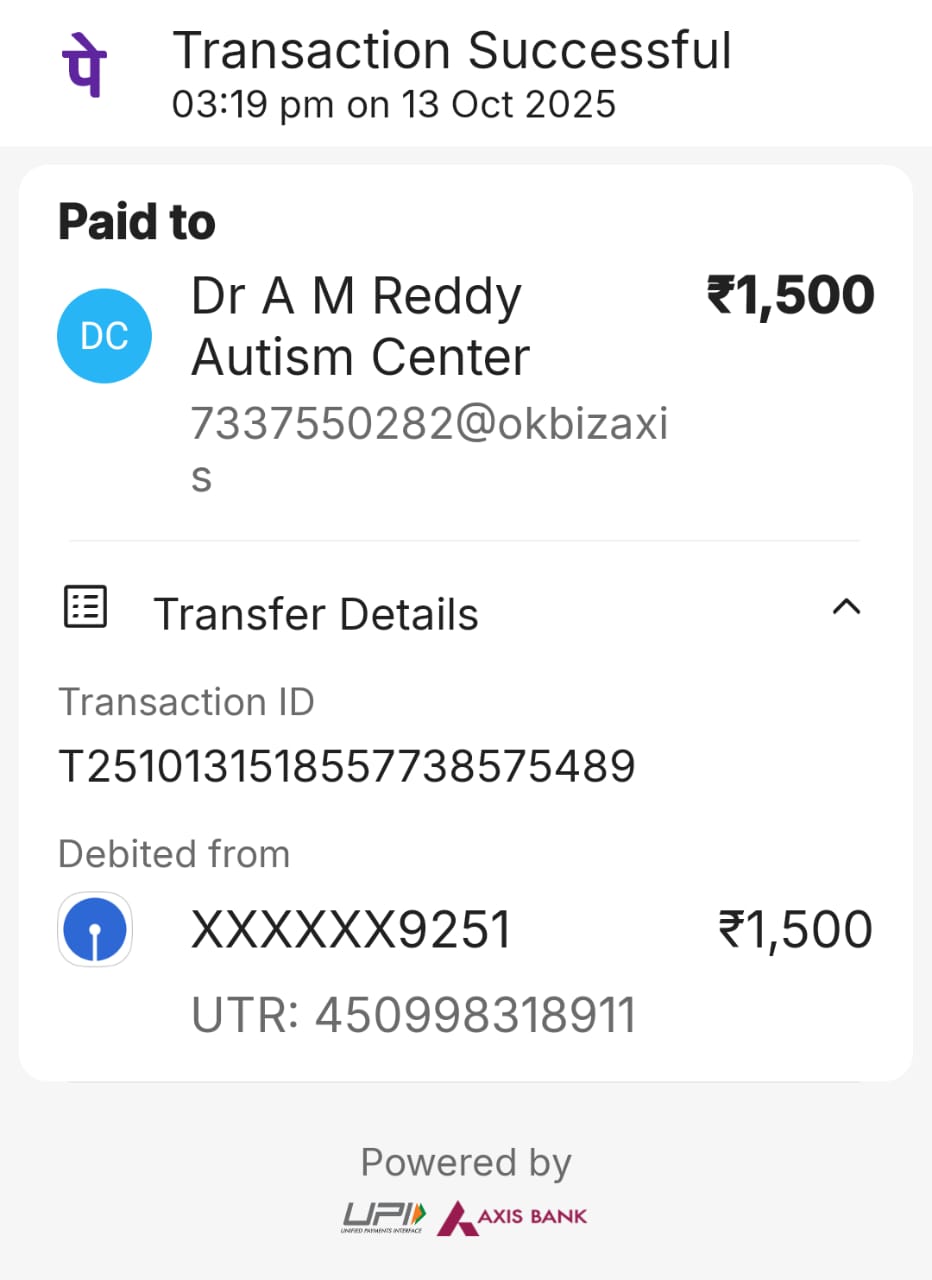 पे
Transaction Successful
03:19 pm on 13 Oct 2025
Paid to
DC
Dr A M Reddy
Autism Center
₹1,500
7337550282@okbizaxi
s
Transfer Details
Transaction ID
T2510131518557738575489
Debited from
XXXXXX9251
₹1,500
UTR: 450998318911
Powered by
UPI
UNIFIED PAYMENTS INTERFACE
AXIS BANK